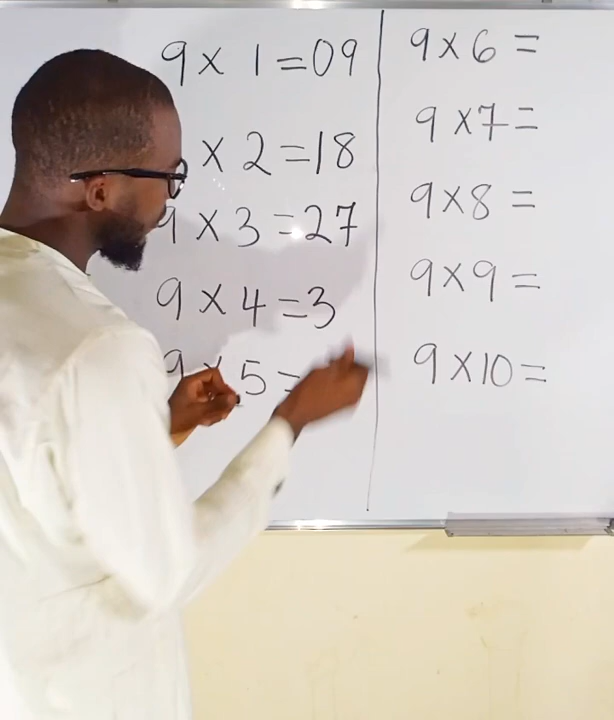 9 × 1 = 09
× 2 = 18
9 × 3 = 27
9 × 4 = 3
9 × 5 =
9 × 6 =
9 × 7 =
9 × 8 =
9 × 9 =
9 × 10 =